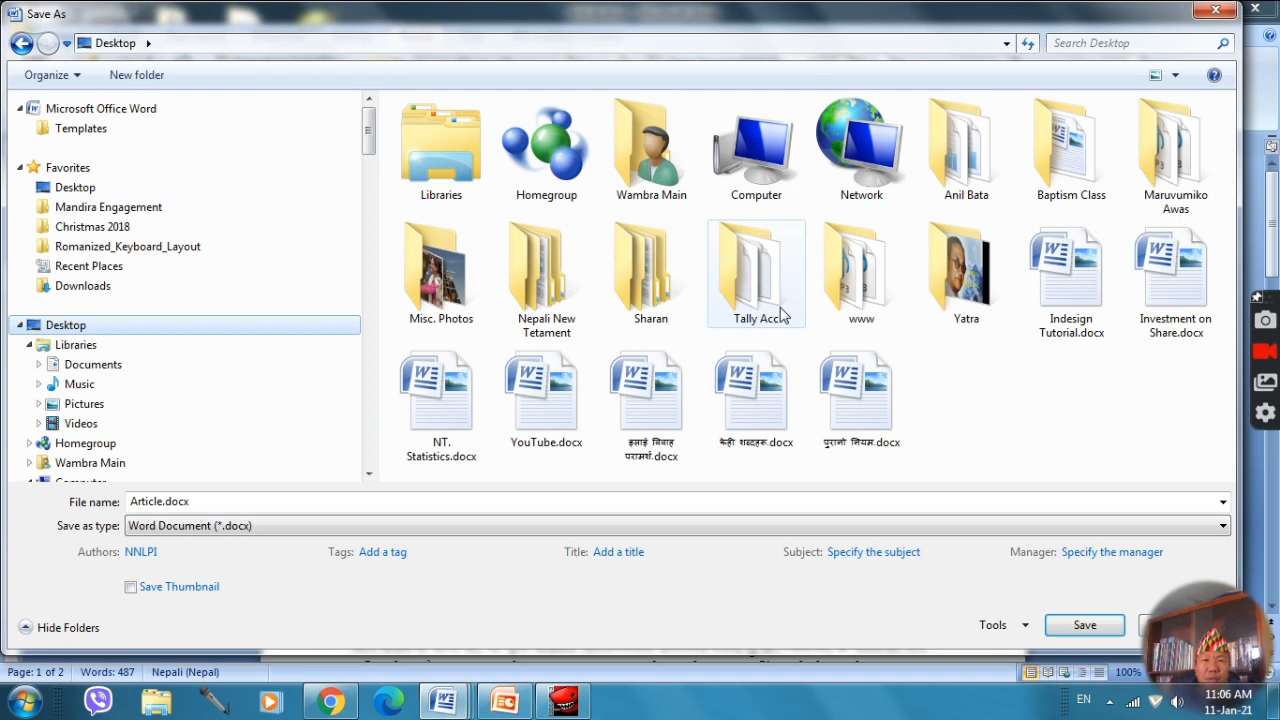 Save As
Desktop
Search Desktop
Organize
New folder
Microsoft Office Word
Templates
Favorites
Desktop
Mandira Engagement
Christmas 2018
Romanized_Keyboard_Layout
Recent Places
Downloads
Desktop
Libraries
Documents
Music
Pictures
Videos
Homegroup
Wambra Main
Libraries
Homegroup
Wambra Main
Computer
Network
Anil Bata
Baptism Class
Maruvumiko
Awas
Misc. Photos
Nepali New
Tetament
Sharan
Tally
www
Yatra
Indesign
Tutorial.docx
Investment on
Share.docx
NT.
Statistics.docx
YouTube.docx
इसाई विवाह
परामर्श.docx
केही शब्दहरू.docx
पुरानो नियम.docx
File name:
Article.docx
Save as type:
Word Document (*.docx)
Authors: NNLPI
Tags: Add a tag
Title: Add a title
Subject: Specify the subject
Manager: Specify the manager
Save Thumbnail
Hide Folders
Tools
Save
Page: 1 of 2
Words: 487
Nepali (Nepal)
100%
EN
11:06 AM
11-Jan-21